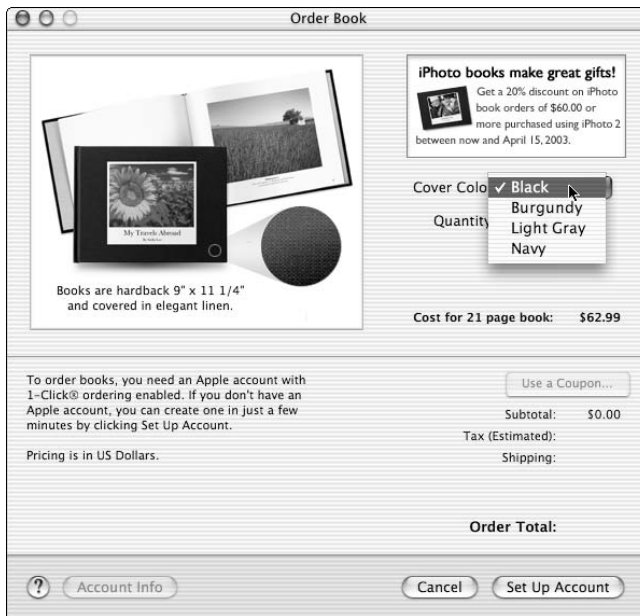 Order Book
iPhoto books make great gifts!
Get a 20% discount on iPhoto
book orders of $60.00 or
more purchased using iPhoto 2
between now and April 15, 2003.
My Travels Abroad
Books are hardback 9" x 11 1/4"
and covered in elegant linen.
Cover Colo
✓ Black
Burgundy
Light Gray
Navy
Quantity
Cost for 21 page book: $62.99
To order books, you need an Apple account with
1-Click® ordering enabled. If you don't have an
Apple account, you can create one in just a few
minutes by clicking Set Up Account.
Pricing is in US Dollars.
Use a Coupon...
Subtotal: $0.00
Tax (Estimated):
Shipping:
Order Total:
?
Account Info
Cancel
Set Up Account